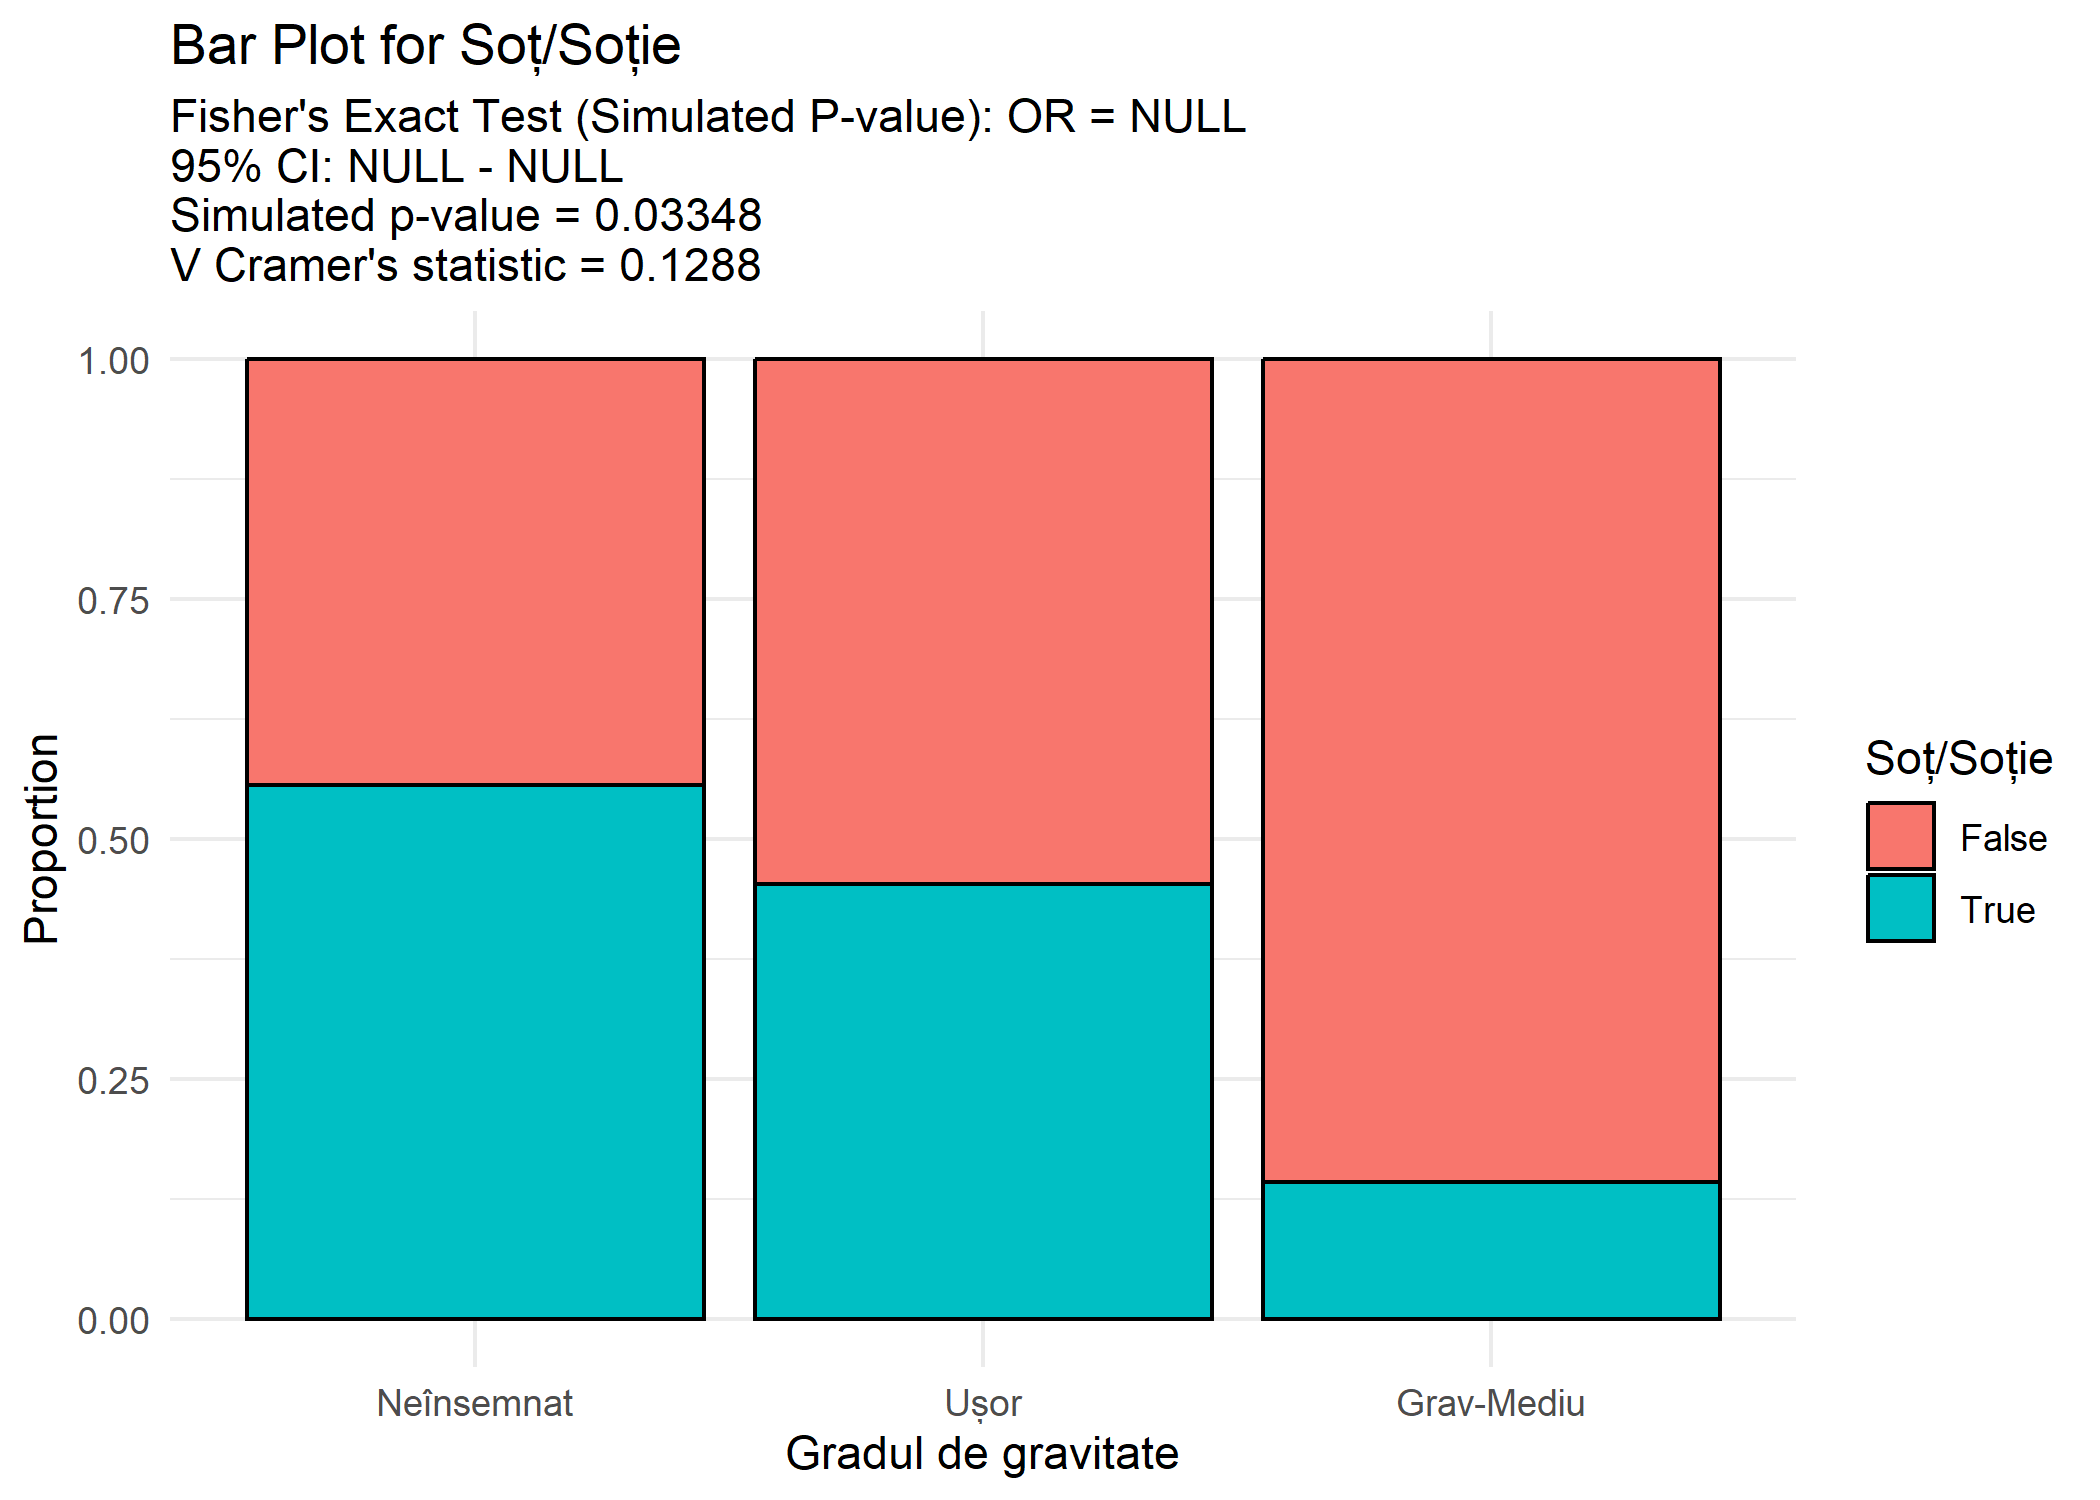 Bar Plot for Soț/Soție
Fisher's Exact Test (Simulated P-value): OR = NULL
95% CI: NULL - NULL
Simulated p-value = 0.03348
V Cramer's statistic = 0.1288
1.00
0.75
0.50
0.25
0.00
Proportion
Neînsemnat
Ușor
Grav-Mediu
Gradul de gravitate
Soț/Soție
False
True